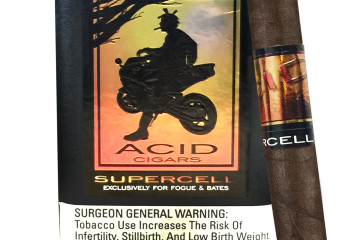 ACID
CIGARS
SUPERCELL
EXCLUSIVELY FOR FOGUE & BATES
SURGEON GENERAL WARNING:
Tobacco Use Increases The Risk Of
Infertility, Stillbirth, And Low Birth Weight
ACID
RCELL